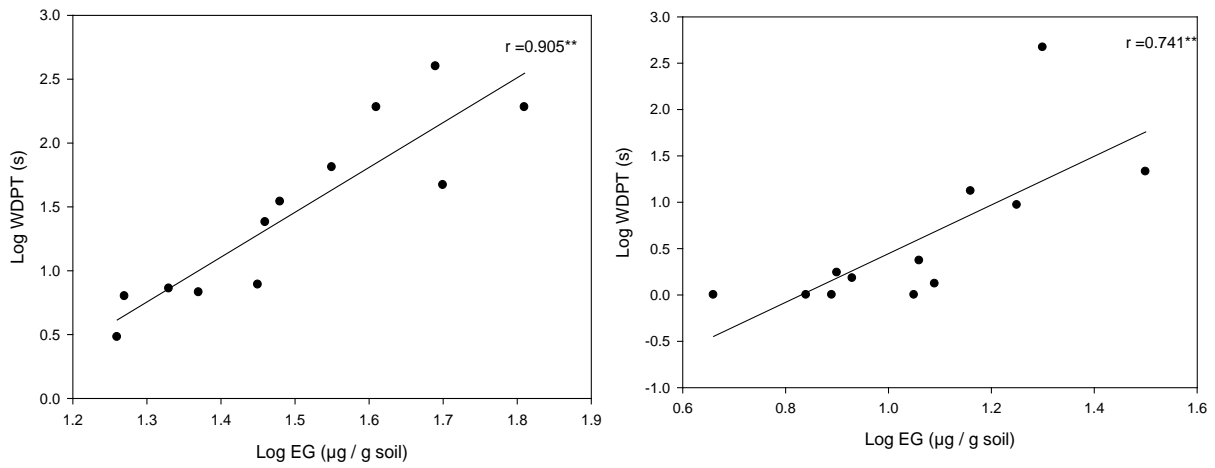 3.0
2.5
2.0
1.5
1.0
0.5
0.0
Log WDPT (s)
r =0.905**
1.2 1.3 1.4 1.5 1.6 1.7 1.8 1.9
Log EG (µg / g soil)
3.0
2.5
2.0
1.5
1.0
0.5
0.0
-0.5
-1.0
Log WDPT (s)
r =0.741**
0.6 0.8 1.0 1.2 1.4 1.6
Log EG (µg / g soil)